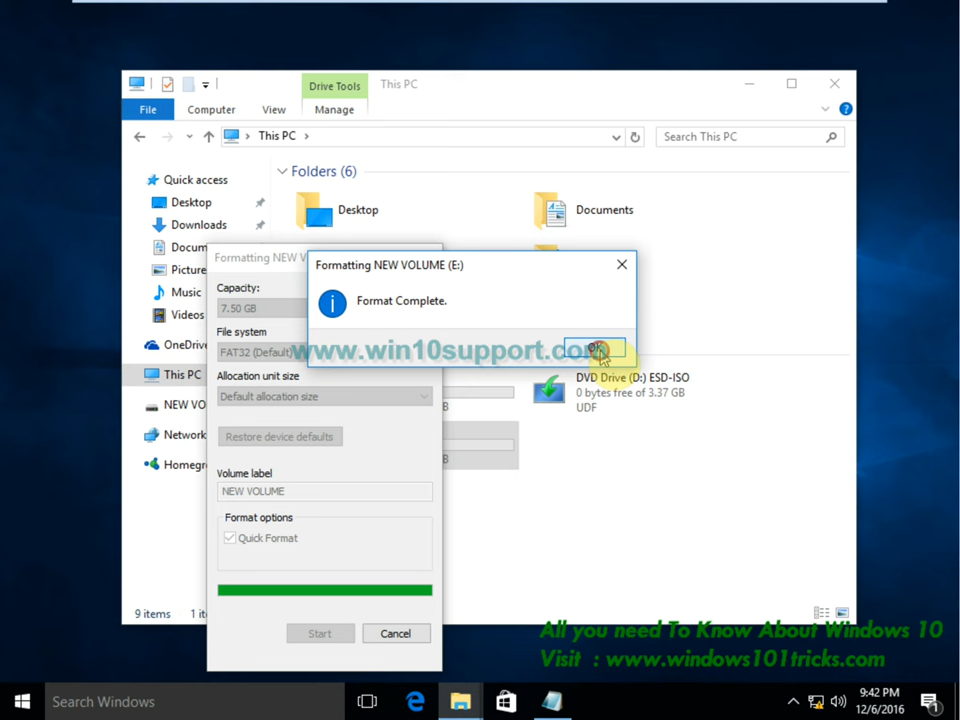 Drive Tools
This PC
File
Computer
View
Manage
This PC
Search This PC
Quick access
Desktop
Downloads
Docum
Picture
Music
Videos
OneDrive
This PC
NEW VO
Network
Homegr
Folders (6)
Desktop
Documents
DVD Drive (D:) ESD-ISO
0 bytes free of 3.37 GB
UDF
B
B
Formatting NEW V
Capacity:
7.50 GB
File system
FAT32 (Default)
Allocation unit size
Default allocation size
Restore device defaults
Volume label
NEW VOLUME
Format options
Quick Format
Start
Cancel
Formatting NEW VOLUME (E:)
Format Complete.
OK
www.win10support.com
9 items
1 it
All you need To Know About Windows 10
Visit : www.windows101tricks.com
Search Windows
9:42 PM
12/6/2016
1